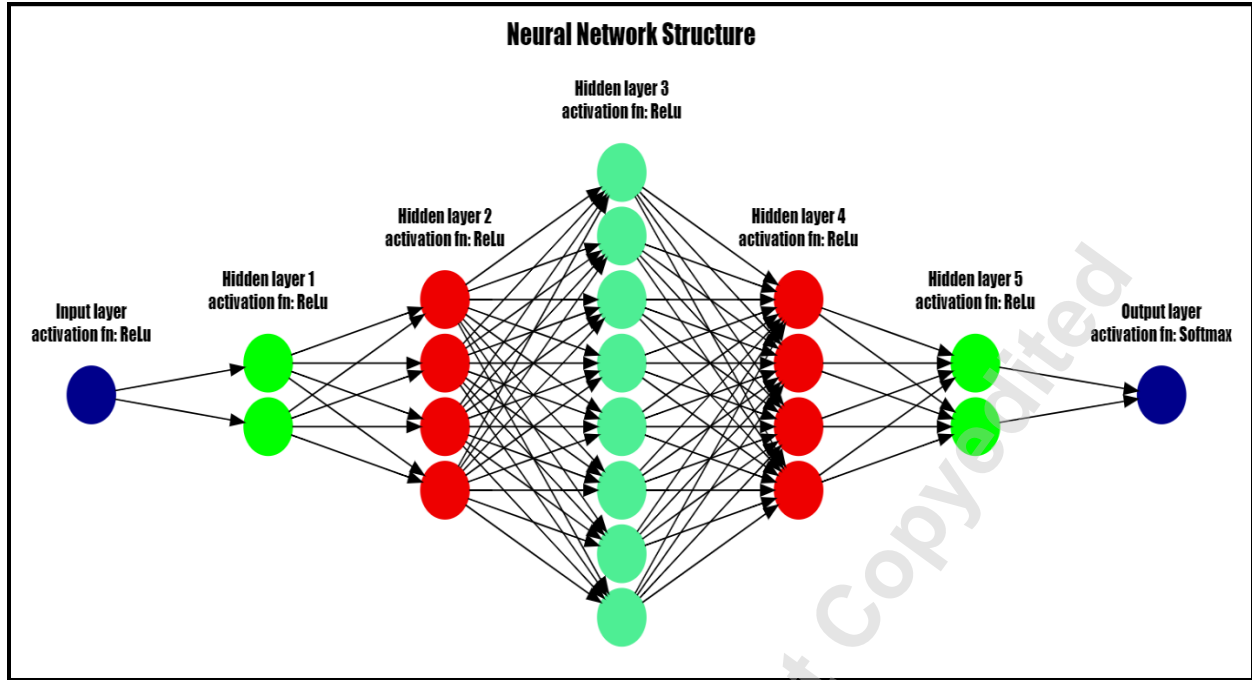 Neural Network Structure
Hidden layer 3
activation fn: ReLu
Hidden layer 2
activation fn: ReLu
Hidden layer 4
activation fn: ReLu
Hidden layer 1
activation fn: ReLu
Hidden layer 5
activation fn: ReLu
Input layer
activation fn: ReLu
Output layer
activation fn: Softmax
t Copyedited